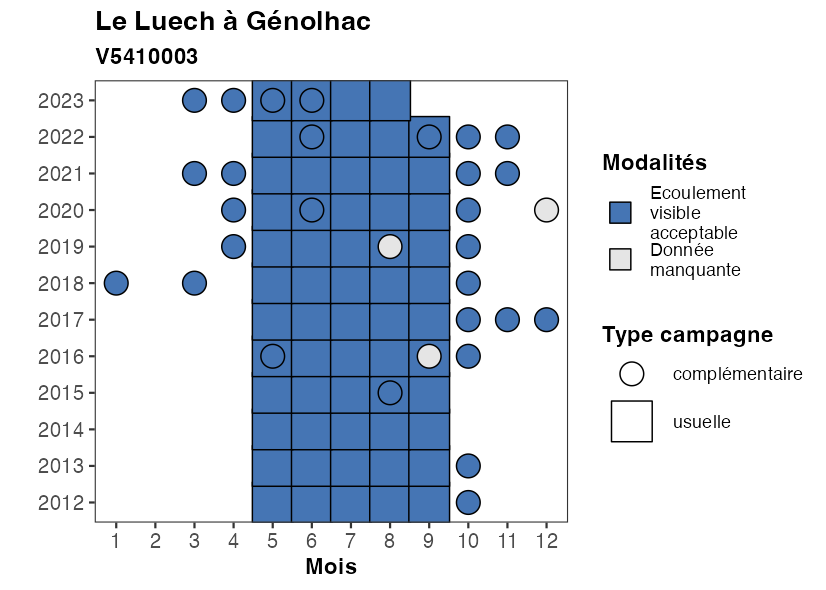 Le Luech à Génolhac
V5410003
2023
2022
2021
2020
2019
2018
2017
2016
2015
2014
2013
2012
1 2 3 4 5 6 7 8 9 10 11 12
Mois
Modalités
Ecoulement
visible
acceptable
Donnée
manquante
Type campagne
complémentaire
usuelle